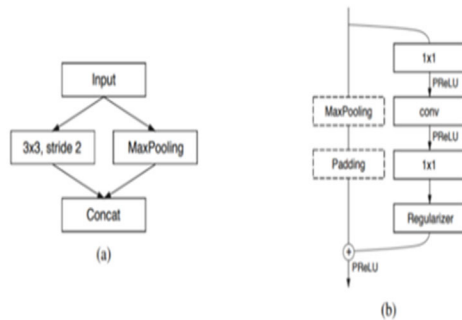 Input
3x3, stride 2
MaxPooling
Concat
(a)
1x1
PReLU
MaxPooling
conv
PReLU
Padding
1x1
Regularizer
+
PReLU
(b)